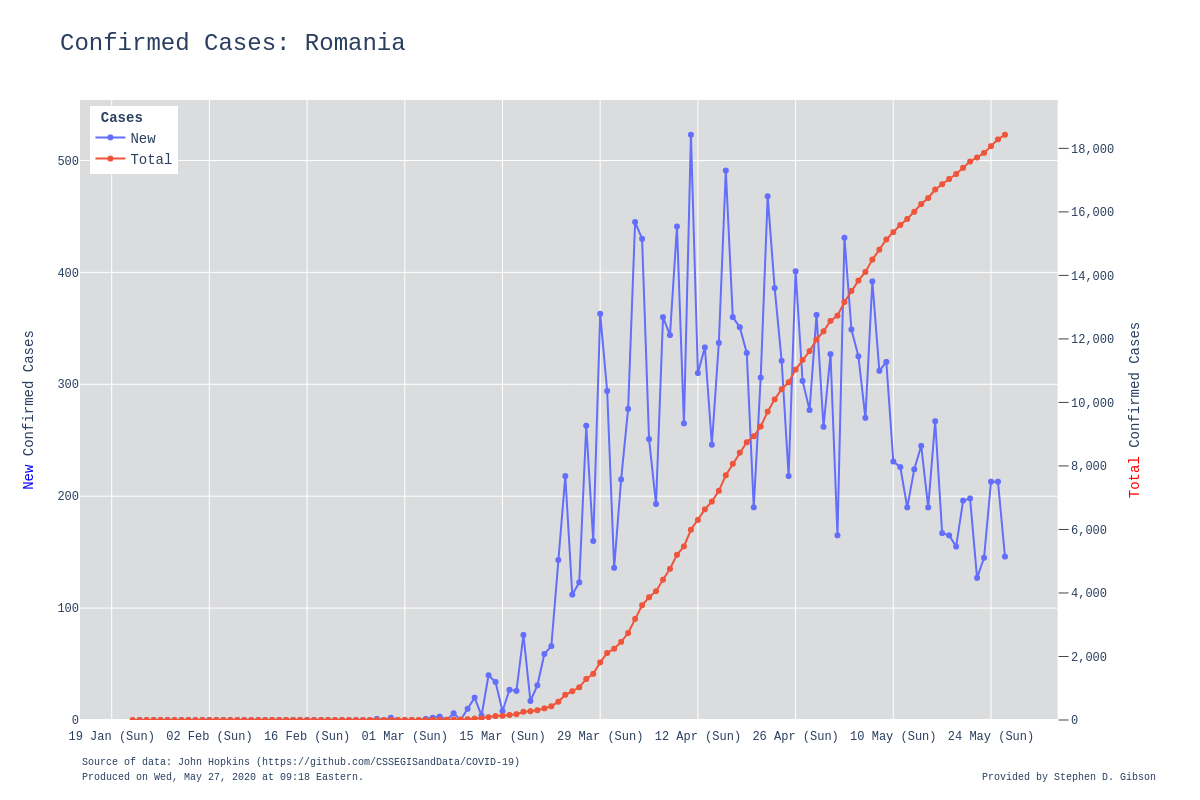 Confirmed Cases: Romania
Cases
New
Total
500
400
300
200
100
0
New Confirmed Cases
18,000
16,000
14,000
12,000
10,000
8,000
6,000
4,000
2,000
0
Total Confirmed Cases
19 Jan (Sun) 02 Feb (Sun) 16 Feb (Sun) 01 Mar (Sun) 15 Mar (Sun) 29 Mar (Sun) 12 Apr (Sun) 26 Apr (Sun) 10 May (Sun) 24 May (Sun)
Source of data: John Hopkins (https://github.com/CSSEGISandData/COVID-19)
Produced on Wed, May 27, 2020 at 09:18 Eastern.
Provided by Stephen D. Gibson